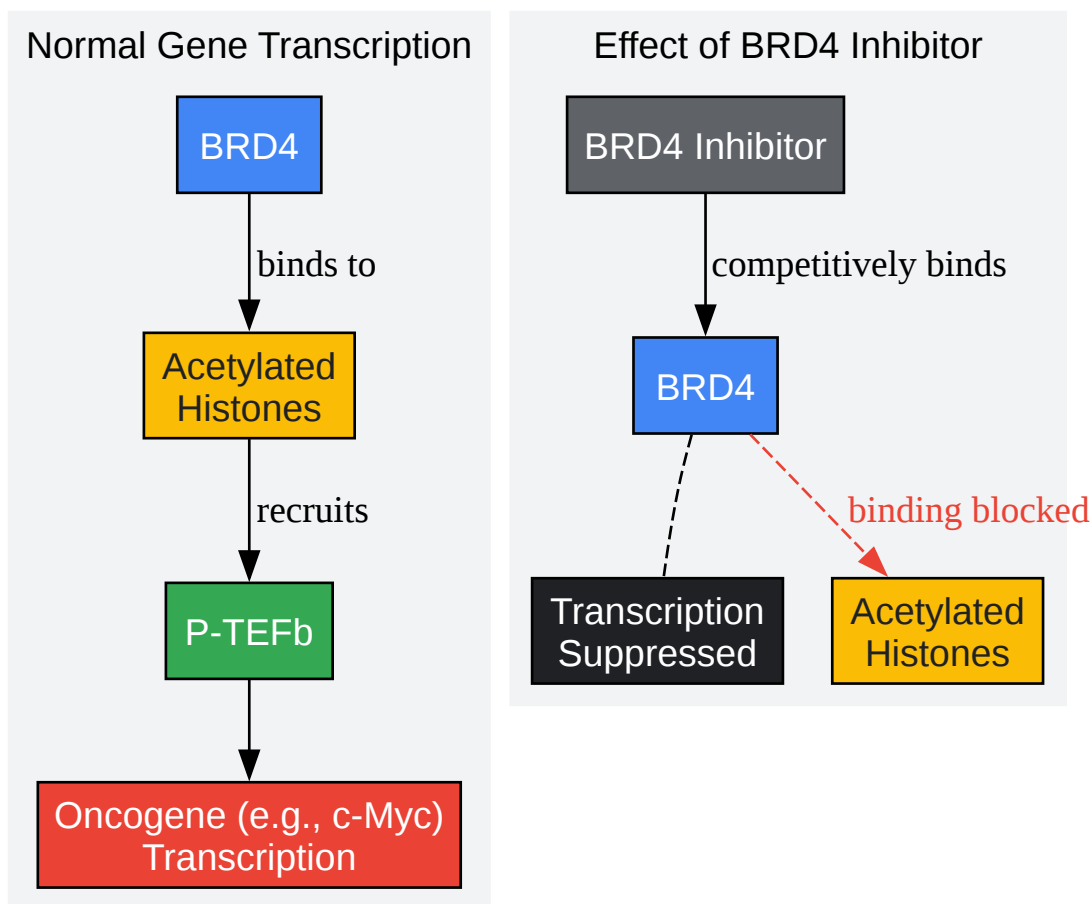 Normal Gene Transcription
BRD4
binds to
Acetylated
Histones
recruits
P-TEFb
Oncogene (e.g., c-Myc)
Transcription
Effect of BRD4 Inhibitor
BRD4 Inhibitor
competitively binds
BRD4
binding blocked
Transcription
Suppressed
Acetylated
Histones